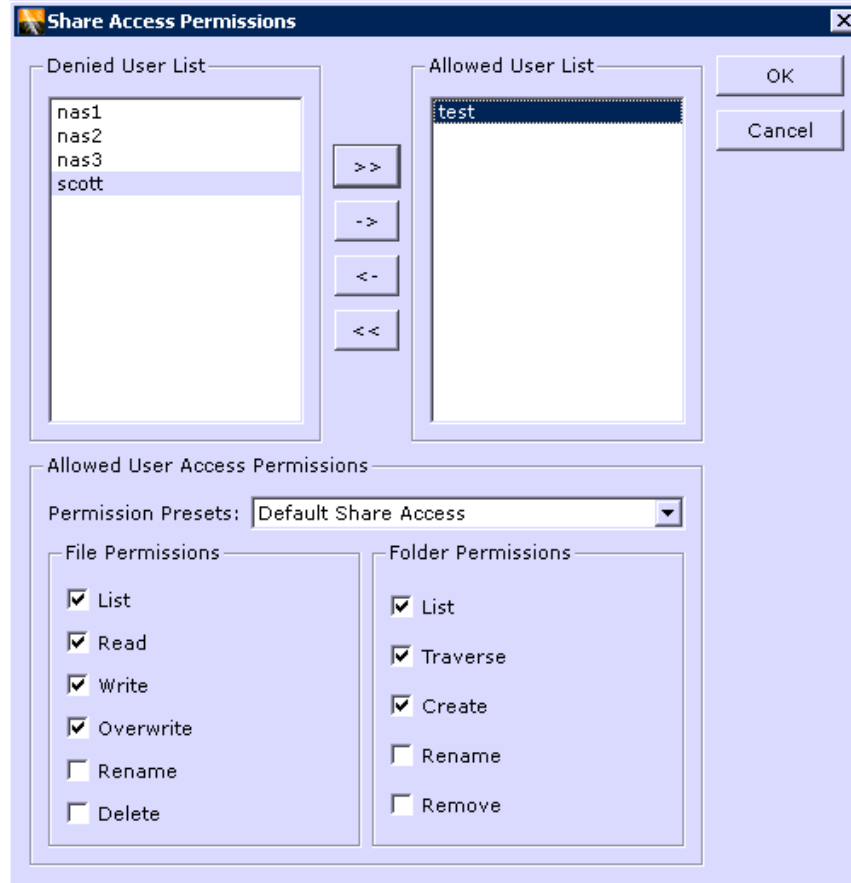 Share Access Permissions
Denied User List
nas1
nas2
nas3
scott
>>
->
<-
<<
Allowed User List
test
OK
Cancel
Allowed User Access Permissions
Permission Presets: Default Share Access
File Permissions
List
Read
Write
Overwrite
Rename
Delete
Folder Permissions
List
Traverse
Create
Rename
Remove